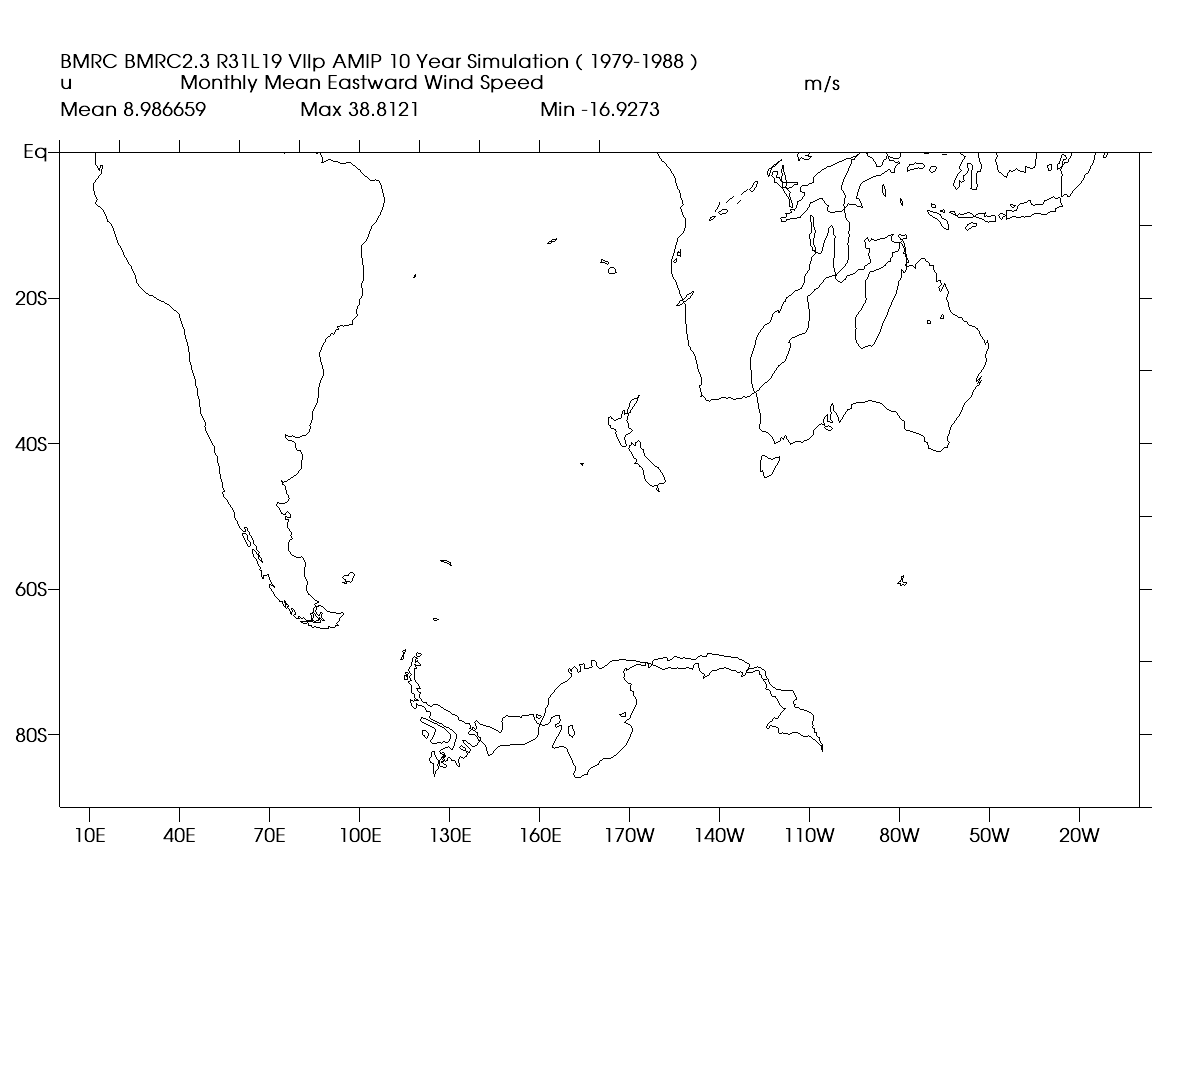 BMRC BMRC2.3 R31L19 VIIp AMIP 10 Year Simulation ( 1979-1988 )
u Monthly Mean Eastward Wind Speed m/s
Mean 8.986659 Max 38.8121 Min -16.9273
Eq
20S
40S
60S
80S
10E 40E 70E 100E 130E 160E 170W 140W 110W 80W 50W 20W